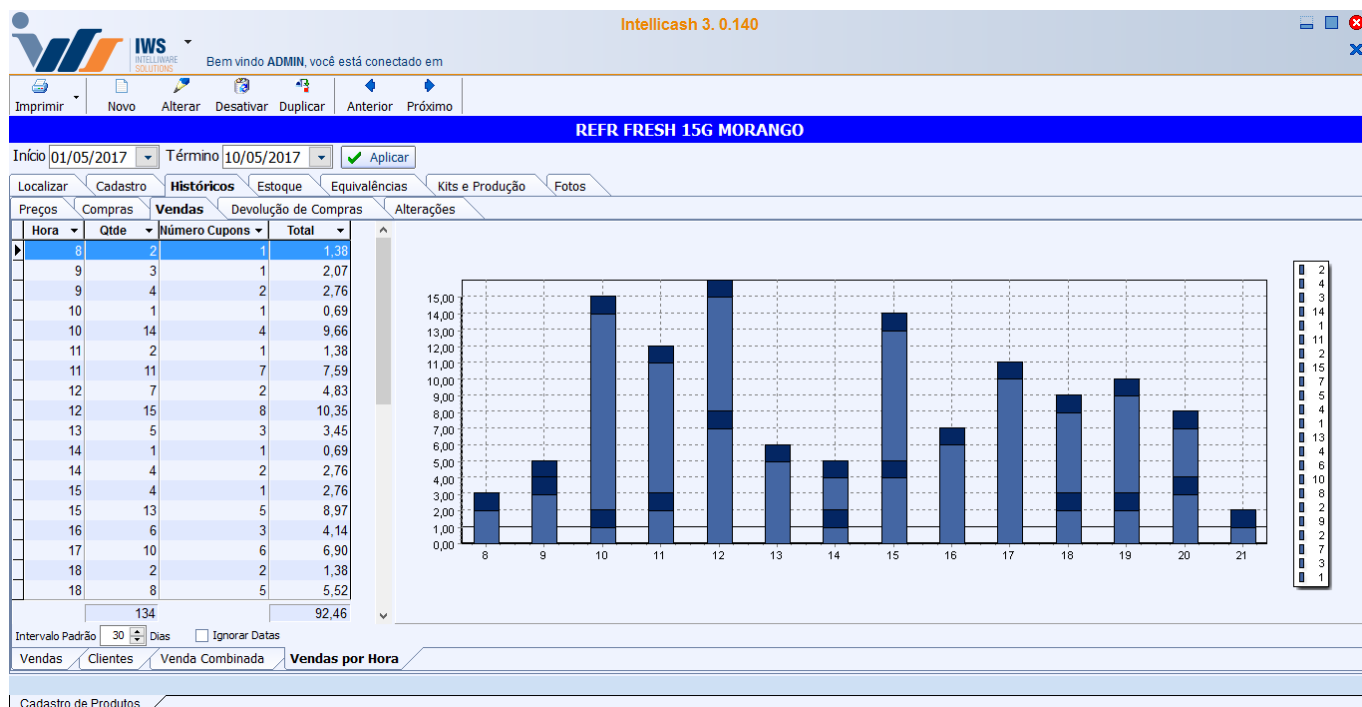 Intellicash 3. 0.140
IWS
INTELLIWARE
SOLUTIONS
Bem vindo ADMIN, você está conectado em
Imprimir Novo Alterar Desativar Duplicar Anterior Próximo
REFR FRESH 15G MORANGO
Início 01/05/2017 Término 10/05/2017 Aplicar
Localizar Cadastro Históricos Estoque Equivalências Kits e Produção Fotos
Preços Compras Vendas Devolução de Compras Alterações
Hora Qtde Número Cupons Total
8 2 1 1,38
9 3 1 2,07
9 4 2 2,76
10 1 1 0,69
10 14 4 9,66
11 2 1 1,38
11 11 7 7,59
12 7 2 4,83
12 15 8 10,35
13 5 3 3,45
14 1 1 0,69
14 4 2 2,76
15 4 1 2,76
15 13 5 8,97
16 6 3 4,14
17 10 6 6,90
18 2 2 1,38
18 8 5 5,52
134 92,46
15,00
14,00
13,00
12,00
11,00
10,00
9,00
8,00
7,00
6,00
5,00
4,00
3,00
2,00
1,00
0,00
8 9 10 11 12 13 14 15 16 17 18 19 20 21
2
4
3
14
1
11
2
15
7
5
4
1
13
4
6
10
8
2
9
2
7
3
1
Intervalo Padrão 30 Dias Ignorar Datas
Vendas Clientes Venda Combinada Vendas por Hora
Cadastro de Produtos